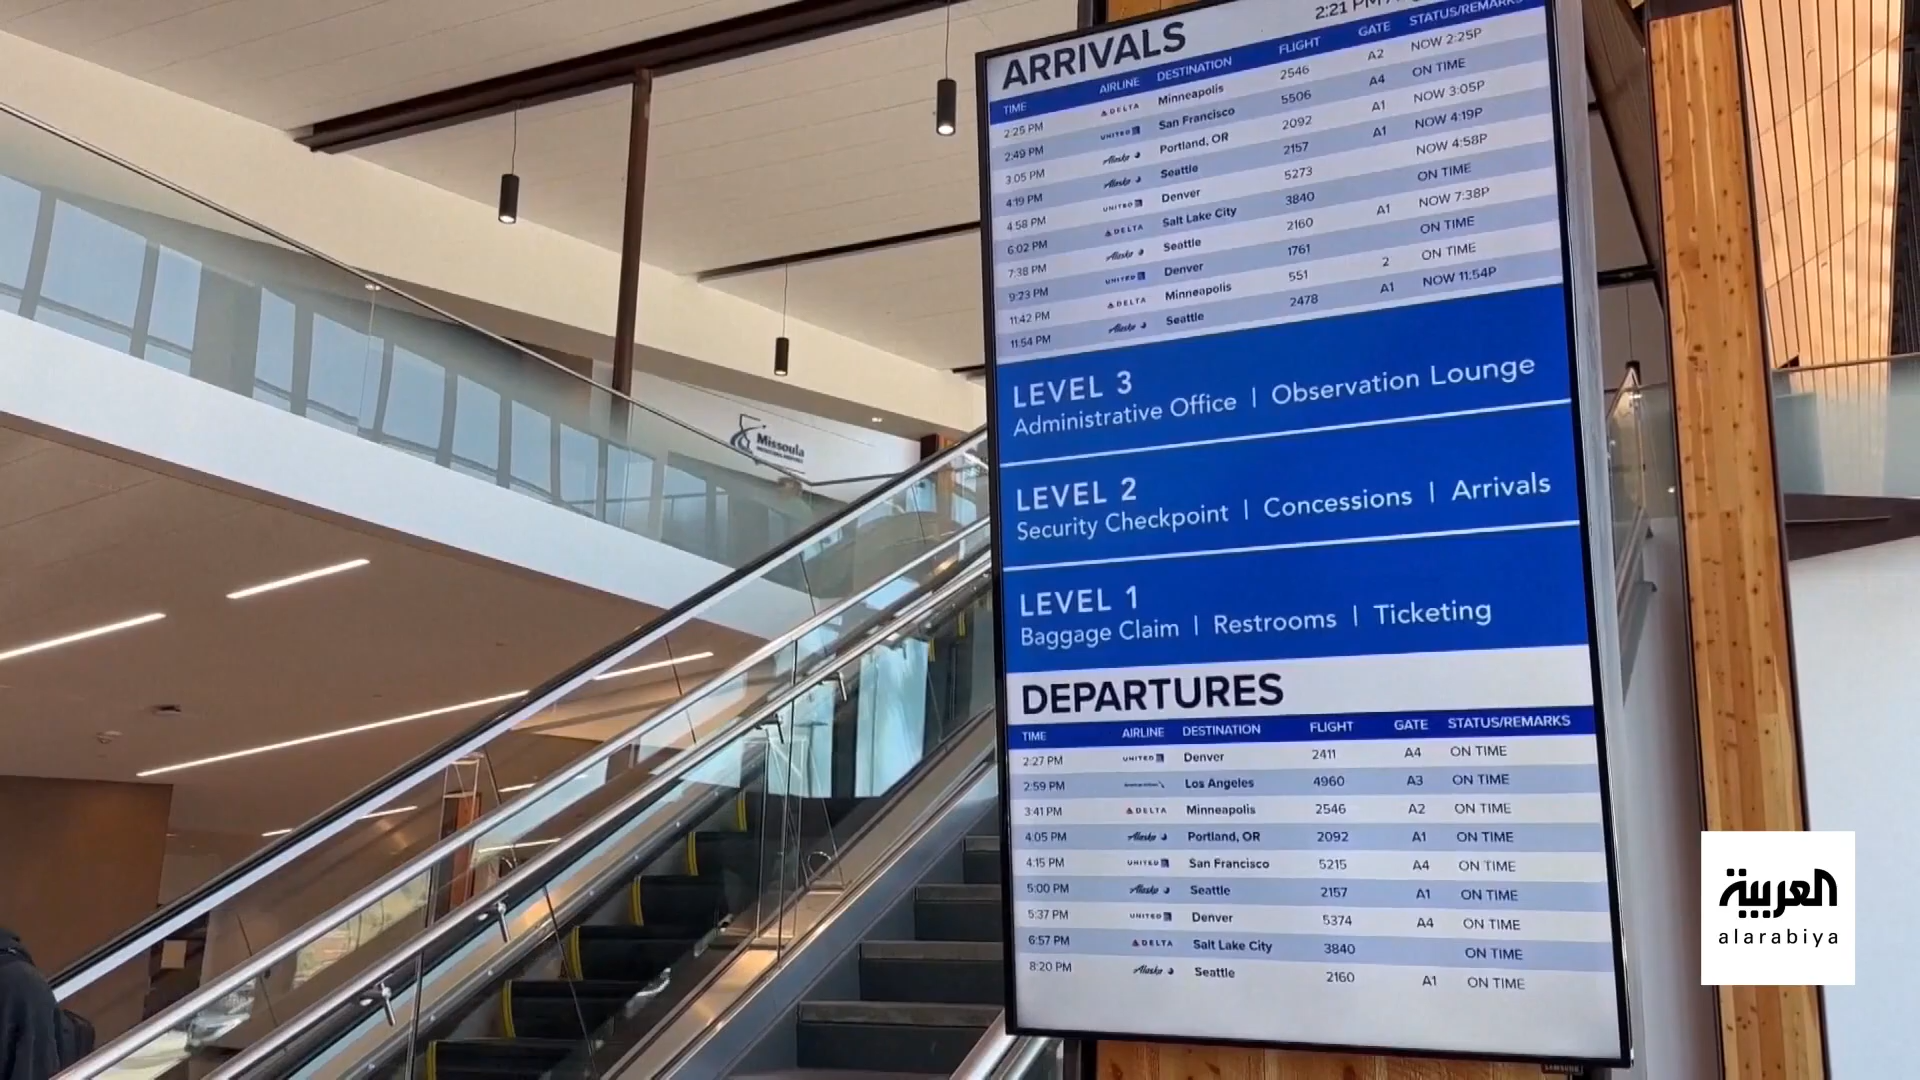 2:21 PM
ARRIVALS
TIME AIRLINE DESTINATION FLIGHT GATE STATUS/REMARKS
2:25 PM DELTA Minneapolis 2546 A2 NOW 2:25P
2:49 PM UNITED San Francisco 5506 A4 ON TIME
3:05 PM Alaska Portland, OR 2092 A1 NOW 3:05P
4:19 PM Alaska Seattle 2157 A1 NOW 4:19P
4:58 PM UNITED Denver 5273 NOW 4:58P
6:02 PM DELTA Salt Lake City 3840 ON TIME
7:38 PM Alaska Seattle 2160 A1 NOW 7:38P
9:23 PM UNITED Denver 1761 ON TIME
11:42 PM DELTA Minneapolis 551 2 ON TIME
11:54 PM Alaska Seattle 2478 A1 NOW 11:54P
LEVEL 3
Administrative Office | Observation Lounge
LEVEL 2
Security Checkpoint | Concessions | Arrivals
LEVEL 1
Baggage Claim | Restrooms | Ticketing
DEPARTURES
TIME AIRLINE DESTINATION FLIGHT GATE STATUS/REMARKS
2:27 PM UNITED Denver 2411 A4 ON TIME
2:59 PM American Airlines Los Angeles 4960 A3 ON TIME
3:41 PM DELTA Minneapolis 2546 A2 ON TIME
4:05 PM Alaska Portland, OR 2092 A1 ON TIME
4:15 PM UNITED San Francisco 5215 A4 ON TIME
5:00 PM Alaska Seattle 2157 A1 ON TIME
5:37 PM UNITED Denver 5374 A4 ON TIME
6:57 PM DELTA Salt Lake City 3840 ON TIME
8:20 PM Alaska Seattle 2160 A1 ON TIME
SAMSUNG
Missoula
العربية
alarabiya